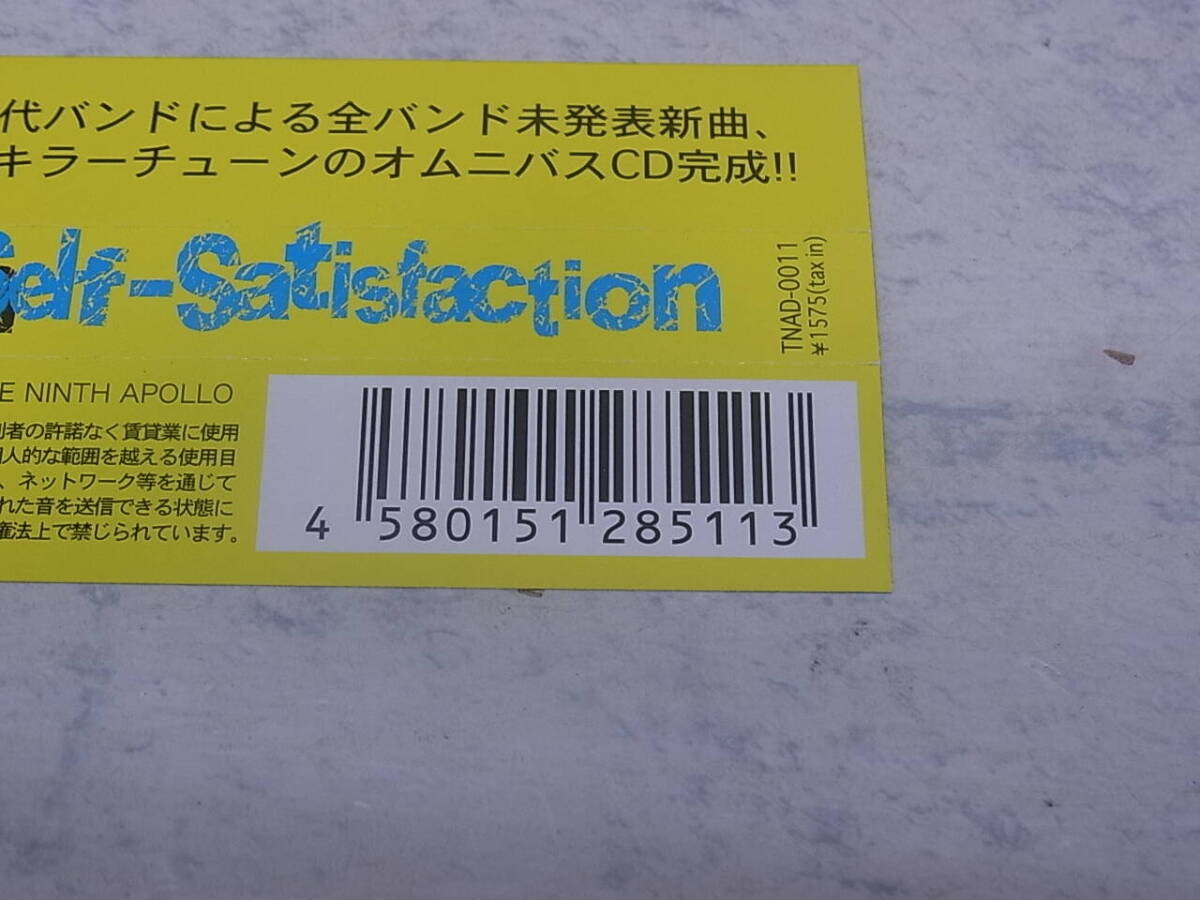 代バンドによる全バンド未発表新曲、
キラーチューンのオムニバスCD完成!!
Self-Satisfaction
TNAD-0011
¥1575(tax in)
E NINTH APOLLO
者の許諾なく賃貸業に使用
人的な範囲を越える使用目
、ネットワーク等を通じて
れた音を送信できる状態に
権法上で禁じられています。
4 580151 285113